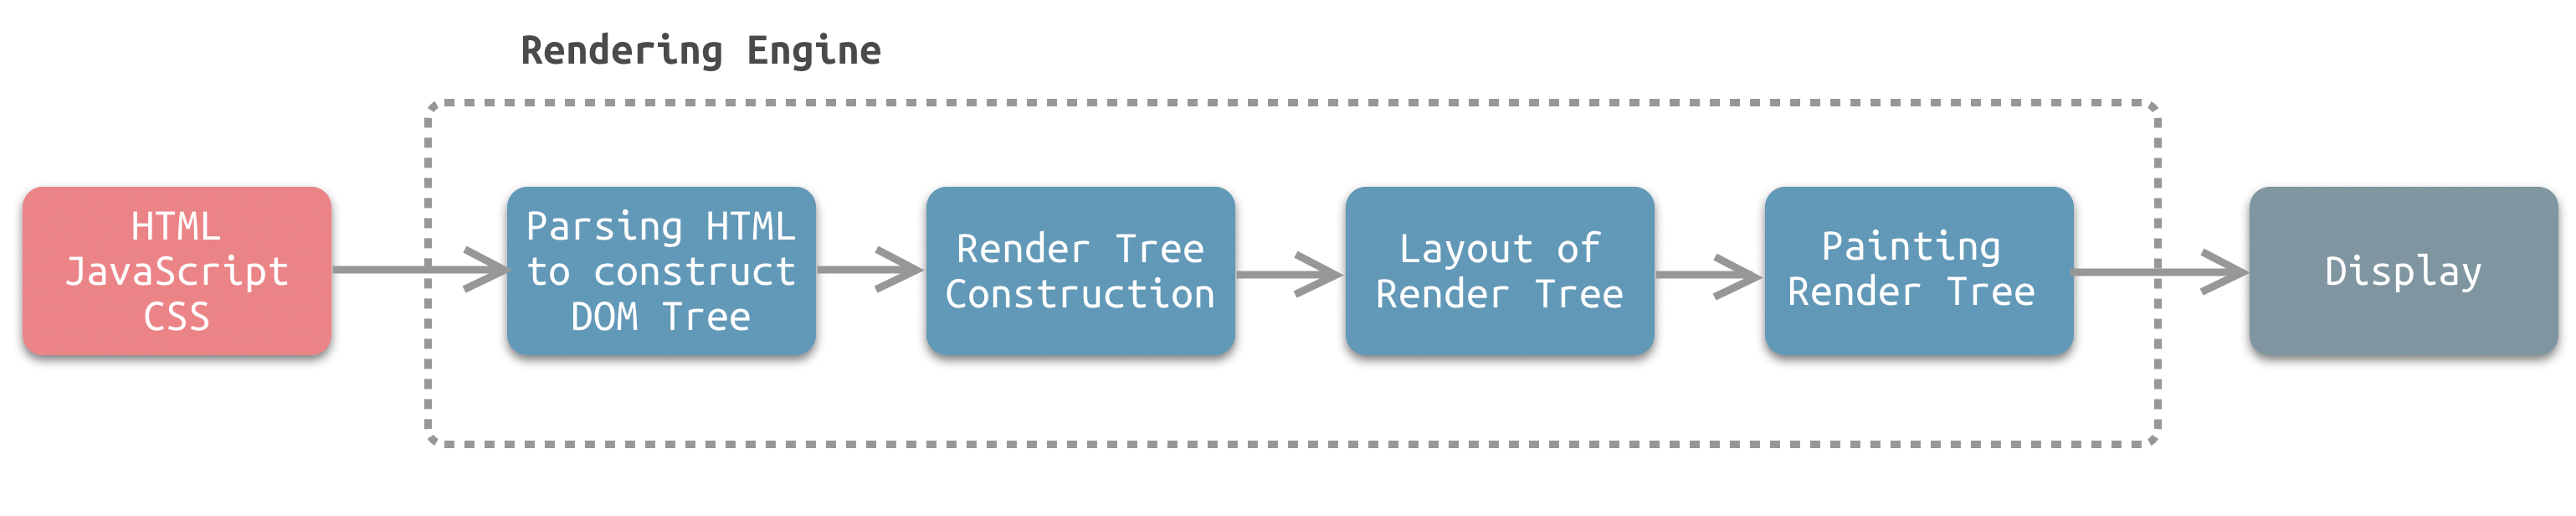 Rendering Engine
HTML
JavaScript
CSS
Parsing HTML
to construct
DOM Tree
Render Tree
Construction
Layout of
Render Tree
Painting
Render Tree
Display